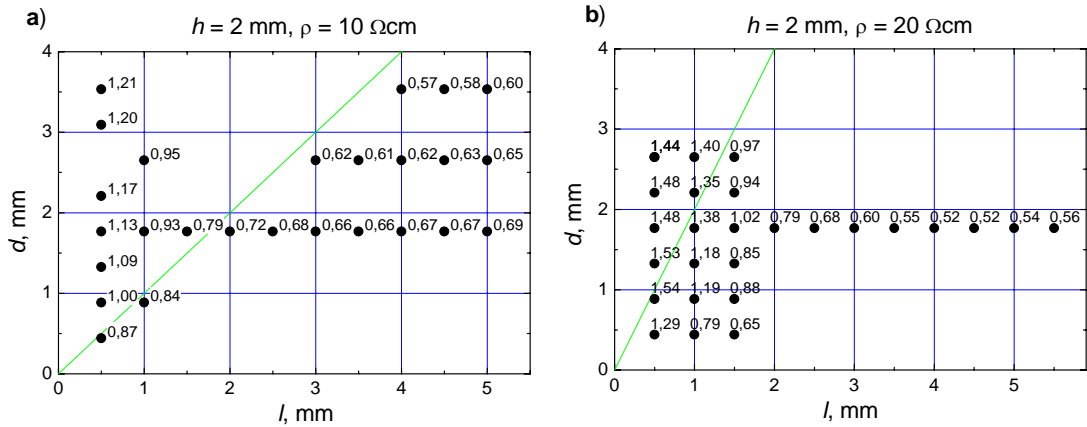 a)
h = 2 mm, ρ = 10 Ωcm
4
3
2
1
0
d, mm
1,21
0,57 0,58 0,60
1,20
0,95
0,62 0,61 0,62 0,63 0,65
1,17
1,13 0,93 0,79 0,72 0,68 0,66 0,66 0,67 0,67 0,69
1,09
1,00 0,84
0,87
0 1 2 3 4 5
l, mm
b)
h = 2 mm, ρ = 20 Ωcm
4
3
2
1
0
d, mm
1,44 1,40 0,97
1,48 1,35 0,94
1,48 1,38 1,02 0,79 0,68 0,60 0,55 0,52 0,52 0,54 0,56
1,53 1,18 0,85
1,54 1,19 0,88
1,29 0,79 0,65
0 1 2 3 4 5
l, mm